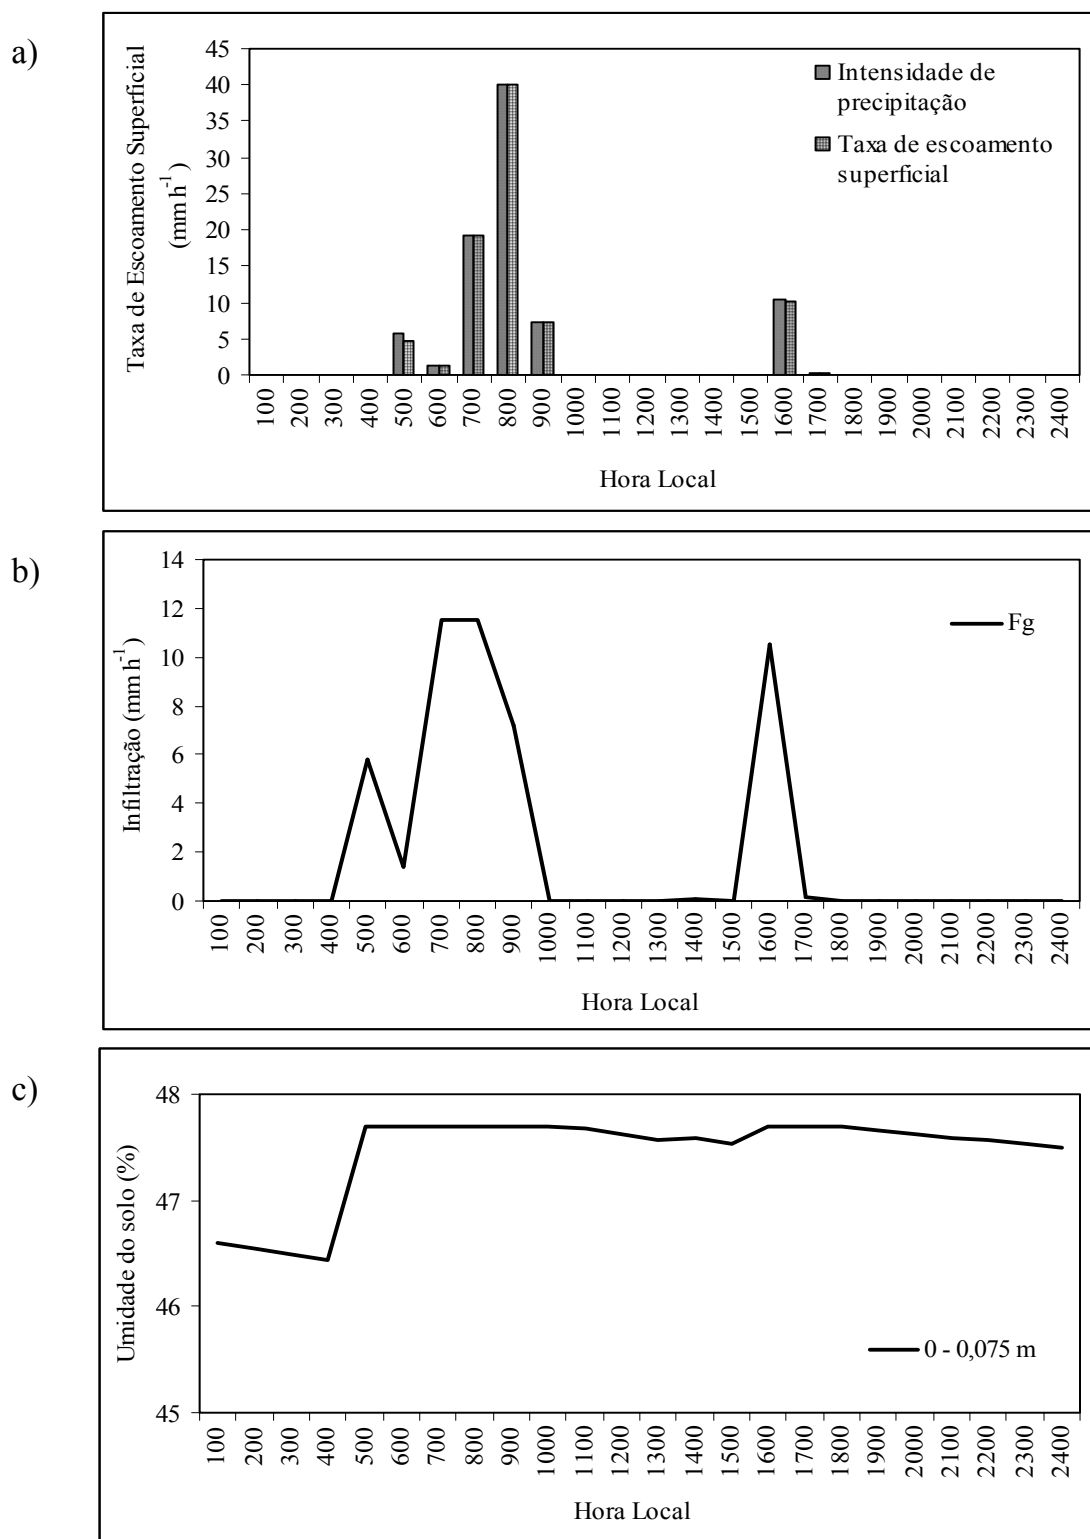 a)
Taxa de Escoamento Superficial
(mm h⁻¹)
45
40
35
30
25
20
15
10
5
0
Intensidade de
precipitação
Taxa de escoamento
superficial
100 200 300 400 500 600 700 800 900 1000 1100 1200 1300 1400 1500 1600 1700 1800 1900 2000 2100 2200 2300 2400
Hora Local
b)
Infiltração (mm h⁻¹)
14
12
10
8
6
4
2
0
Fg
100 200 300 400 500 600 700 800 900 1000 1100 1200 1300 1400 1500 1600 1700 1800 1900 2000 2100 2200 2300 2400
Hora Local
c)
Umidade do solo (%)
48
47
46
45
0 - 0,075 m
100 200 300 400 500 600 700 800 900 1000 1100 1200 1300 1400 1500 1600 1700 1800 1900 2000 2100 2200 2300 2400
Hora Local